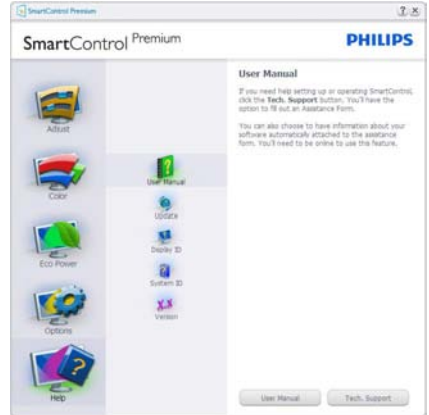 SmartControl Premium
SmartControl Premium
PHILIPS
Adjust
Color
Eco Power
Options
Help
User Manual
Update
Display ID
System ID
Version
User Manual
If you need help setting up or operating SmartControl,
click the Tech. Support button. You'll have the
option to fill out an Assistance Form.
You can also choose to have information about your
software automatically attached to the assistance
form. You'll need to be online to use this feature.
User Manual
Tech. Support